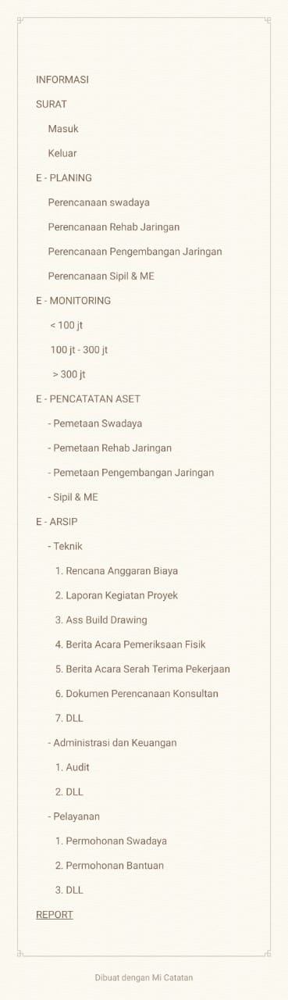 INFORMASI
SURAT
Masuk
Keluar
E - PLANING
Perencanaan swadaya
Perencanaan Rehab Jaringan
Perencanaan Pengembangan Jaringan
Perencanaan Sipil & ME
E - MONITORING
< 100 jt
100 jt - 300 jt
> 300 jt
E - PENCATATAN ASET
- Pemetaan Swadaya
- Pemetaan Rehab Jaringan
- Pemetaan Pengembangan Jaringan
- Sipil & ME
E - ARSIP
- Teknik
1. Rencana Anggaran Biaya
2. Laporan Kegiatan Proyek
3. Ass Build Drawing
4. Berita Acara Pemeriksaan Fisik
5. Berita Acara Serah Terima Pekerjaan
6. Dokumen Perencanaan Konsultan
7. DLL
- Administrasi dan Keuangan
1. Audit
2. DLL
- Pelayanan
1. Permohonan Swadaya
2. Permohonan Bantuan
3. DLL
REPORT
Dibuat dengan Mi Catatan